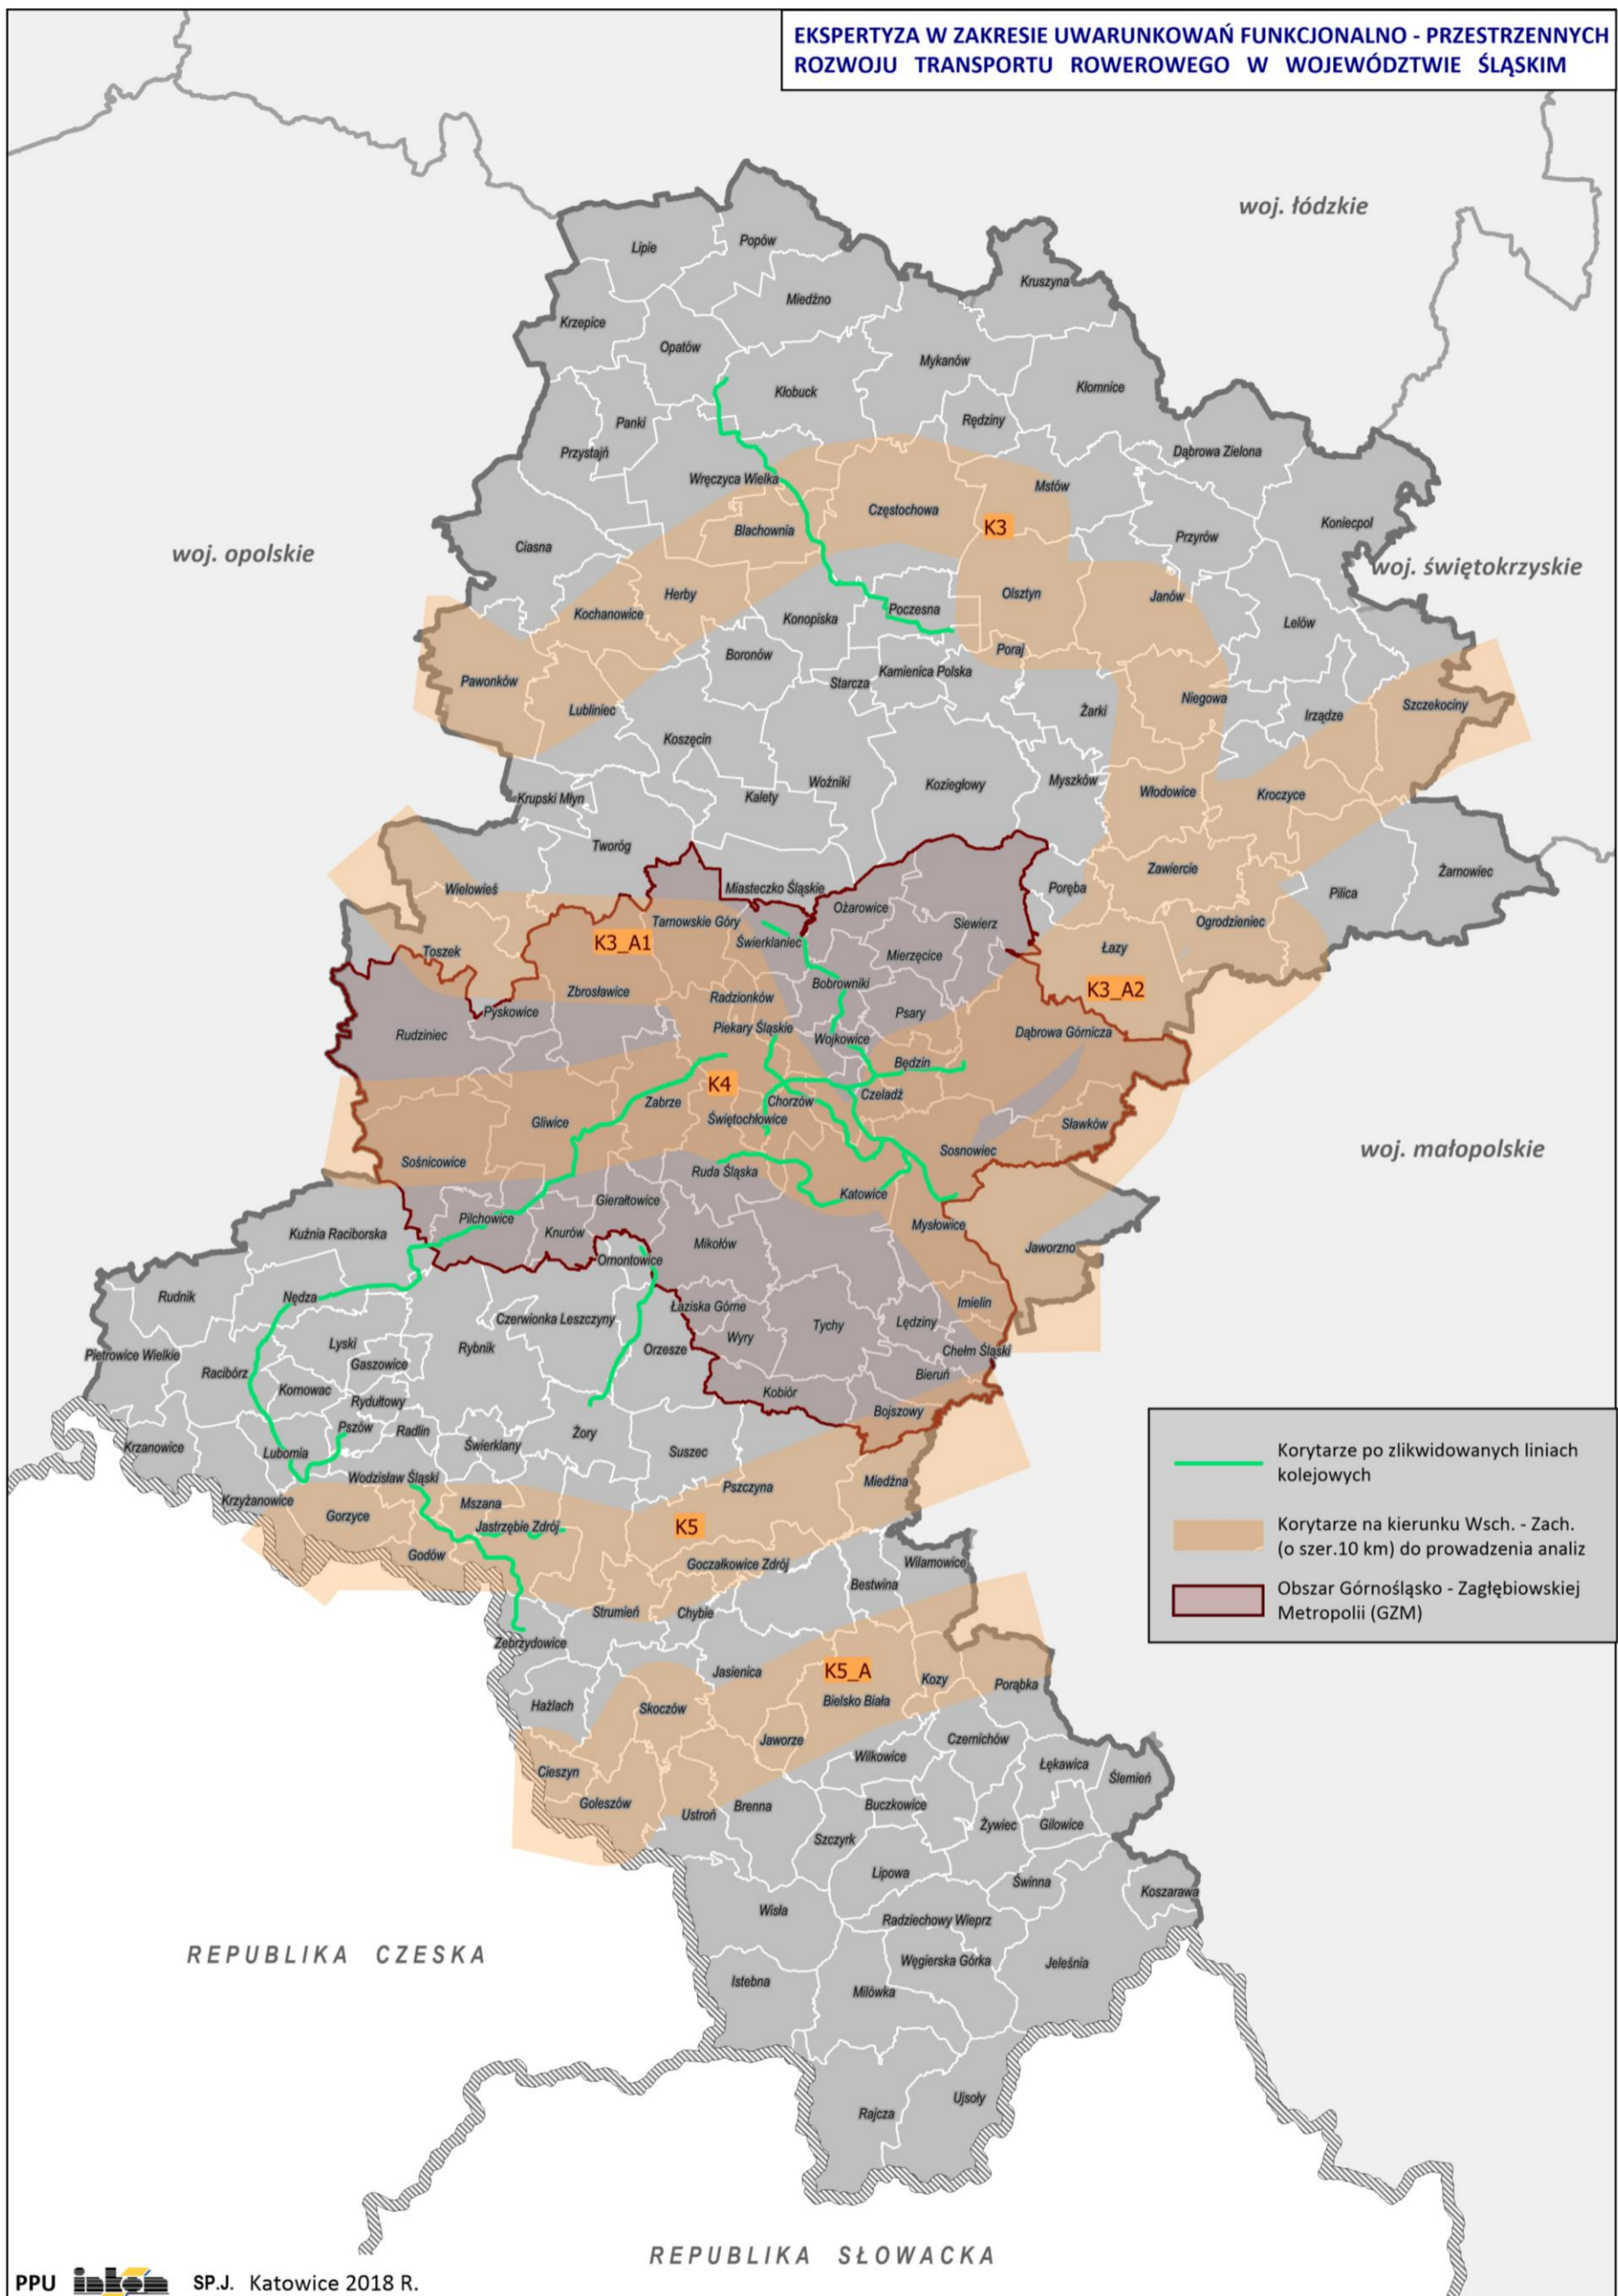 EKSPERTYZA W ZAKRESIE UWARUNKOWAŃ FUNKCJONALNO - PRZESTRZENNYCH
ROZWOJU TRANSPORTU ROWEROWEGO W WOJEWÓDZTWIE ŚLĄSKIM
woj. łódzkie
Lipie
Popów
Kruszyna
Miedźno
Krzepice
Opatów
Mykanów
Kłobuck
Kłomnice
Rędziny
Panki
Przystajń
Dąbrowa Zielona
Wręczyca Wielka
Mstów
Częstochowa
K3
Koniecpol
Blachownia
Przyrów
Ciasna
woj. opolskie
woj. świętokrzyskie
Herby
Olsztyn
Janów
Kochanowice
Poczesna
Konopiska
Lelów
Poraj
Boronów
Kamienica Polska
Pawonków
Starcza
Niegowa
Szczekociny
Lubliniec
Żarki
Irządze
Koszęcin
Woźniki
Koziegłowy
Myszków
Włodowice
Kroczyce
Krupski Młyn
Kalety
Tworóg
Zawiercie
Żarnowiec
Wielowieś
Miasteczko Śląskie
Poręba
Pilica
Ożarowice
Tarnowskie Góry
Siewierz
Ogrodzieniec
K3_A1
Świerklaniec
Łazy
Toszek
Mierzęcice
Bobrowniki
K3_A2
Zbrosławice
Radzionków
Pyskowice
Psary
Piekary Śląskie
Dąbrowa Górnicza
Rudziniec
Wojkowice
Będzin
K4
Czeladź
Zabrze
Chorzów
Świętochłowice
Gliwice
Sławków
Sosnowiec
woj. małopolskie
Sośnicowice
Ruda Śląska
Katowice
Gierałtowice
Pilchowice
Mysłowice
Knurów
Kuźnia Raciborska
Mikołów
Jaworzno
Ornontowice
Rudnik
Nędza
Imielin
Łaziska Górne
Czerwionka Leszczyny
Tychy
Lędziny
Wyry
Lyski
Rybnik
Orzesze
Chełm Śląski
Pietrowice Wielkie
Gaszowice
Racibórz
Bieruń
Kornowac
Kobiór
Rydułtowy
Bojszowy
Pszów
Radlin
Żory
Świerklany
Krzanowice
Lubomia
Suszec
Wodzisław Śląski
Miedźna
Pszczyna
Krzyżanowice
Mszana
Gorzyce
Jastrzębie Zdrój
K5
Godów
Goczałkowice Zdrój
Wilamowice
Bestwina
Strumień
Chybie
Zebrzydowice
Korytarze po zlikwidowanych liniach
kolejowych
Korytarze na kierunku Wsch. - Zach.
(o szer.10 km) do prowadzenia analiz
Obszar Górnośląsko - Zagłębiowskiej
Metropolii (GZM)
Jasienica
K5_A
Kozy
Porąbka
Hażlach
Skoczów
Bielsko Biała
Jaworze
Czernichów
Wilkowice
Łękawica
Cieszyn
Ślemień
Goleszów
Brenna
Buczkowice
Ustroń
Żywiec
Gilowice
Szczyrk
Lipowa
Świnna
Koszarawa
Wisła
Radziechowy Wieprz
REPUBLIKA CZESKA
Węgierska Górka
Jeleśnia
Istebna
Milówka
Ujsoły
Rajcza
REPUBLIKA SŁOWACKA
PPU inkom SP.J. Katowice 2018 R.